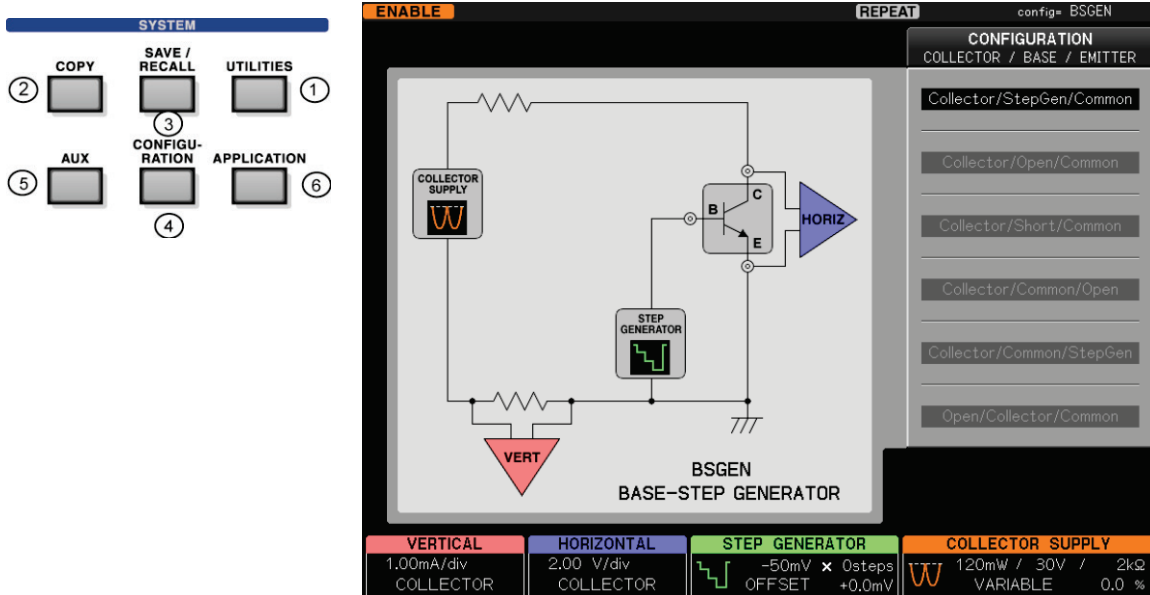 SYSTEM
COPY
SAVE /
RECALL
UTILITIES
2
3
1
AUX
CONFIGU-
RATION
APPLICATION
5
4
6
ENABLE
REPEAT
config= BSGEN
CONFIGURATION
COLLECTOR / BASE / EMITTER
Collector/StepGen/Common
Collector/Open/Common
Collector/Short/Common
Collector/Common/Open
Collector/Common/StepGen
Open/Collector/Common
COLLECTOR
SUPPLY
B
C
E
HORIZ
STEP
GENERATOR
VERT
BSGEN
BASE-STEP GENERATOR
VERTICAL
1.00mA/div
COLLECTOR
HORIZONTAL
2.00 V/div
COLLECTOR
STEP GENERATOR
-50mV × 0steps
OFFSET +0.0mV
COLLECTOR SUPPLY
120mW / 30V / 2kΩ
VARIABLE 0.0 %